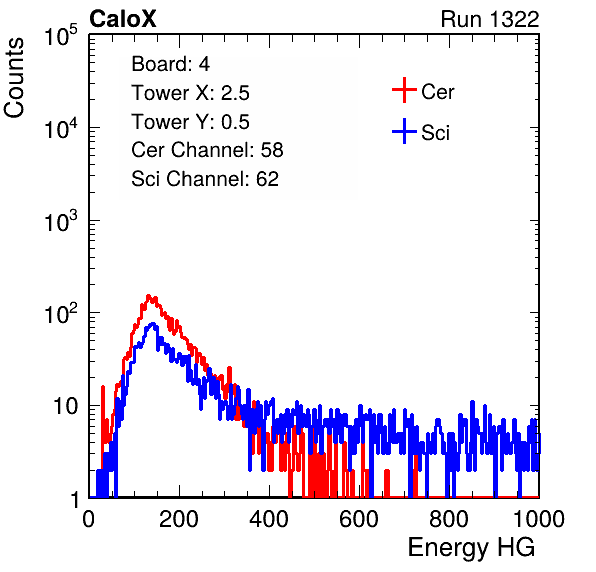 CaloX Run 1322
Counts
Board: 4
Tower X: 2.5
Tower Y: 0.5
Cer Channel: 58
Sci Channel: 62
Cer
Sci
10^5
10^4
10^3
10^2
10
1
0 200 400 600 800 1000
Energy HG